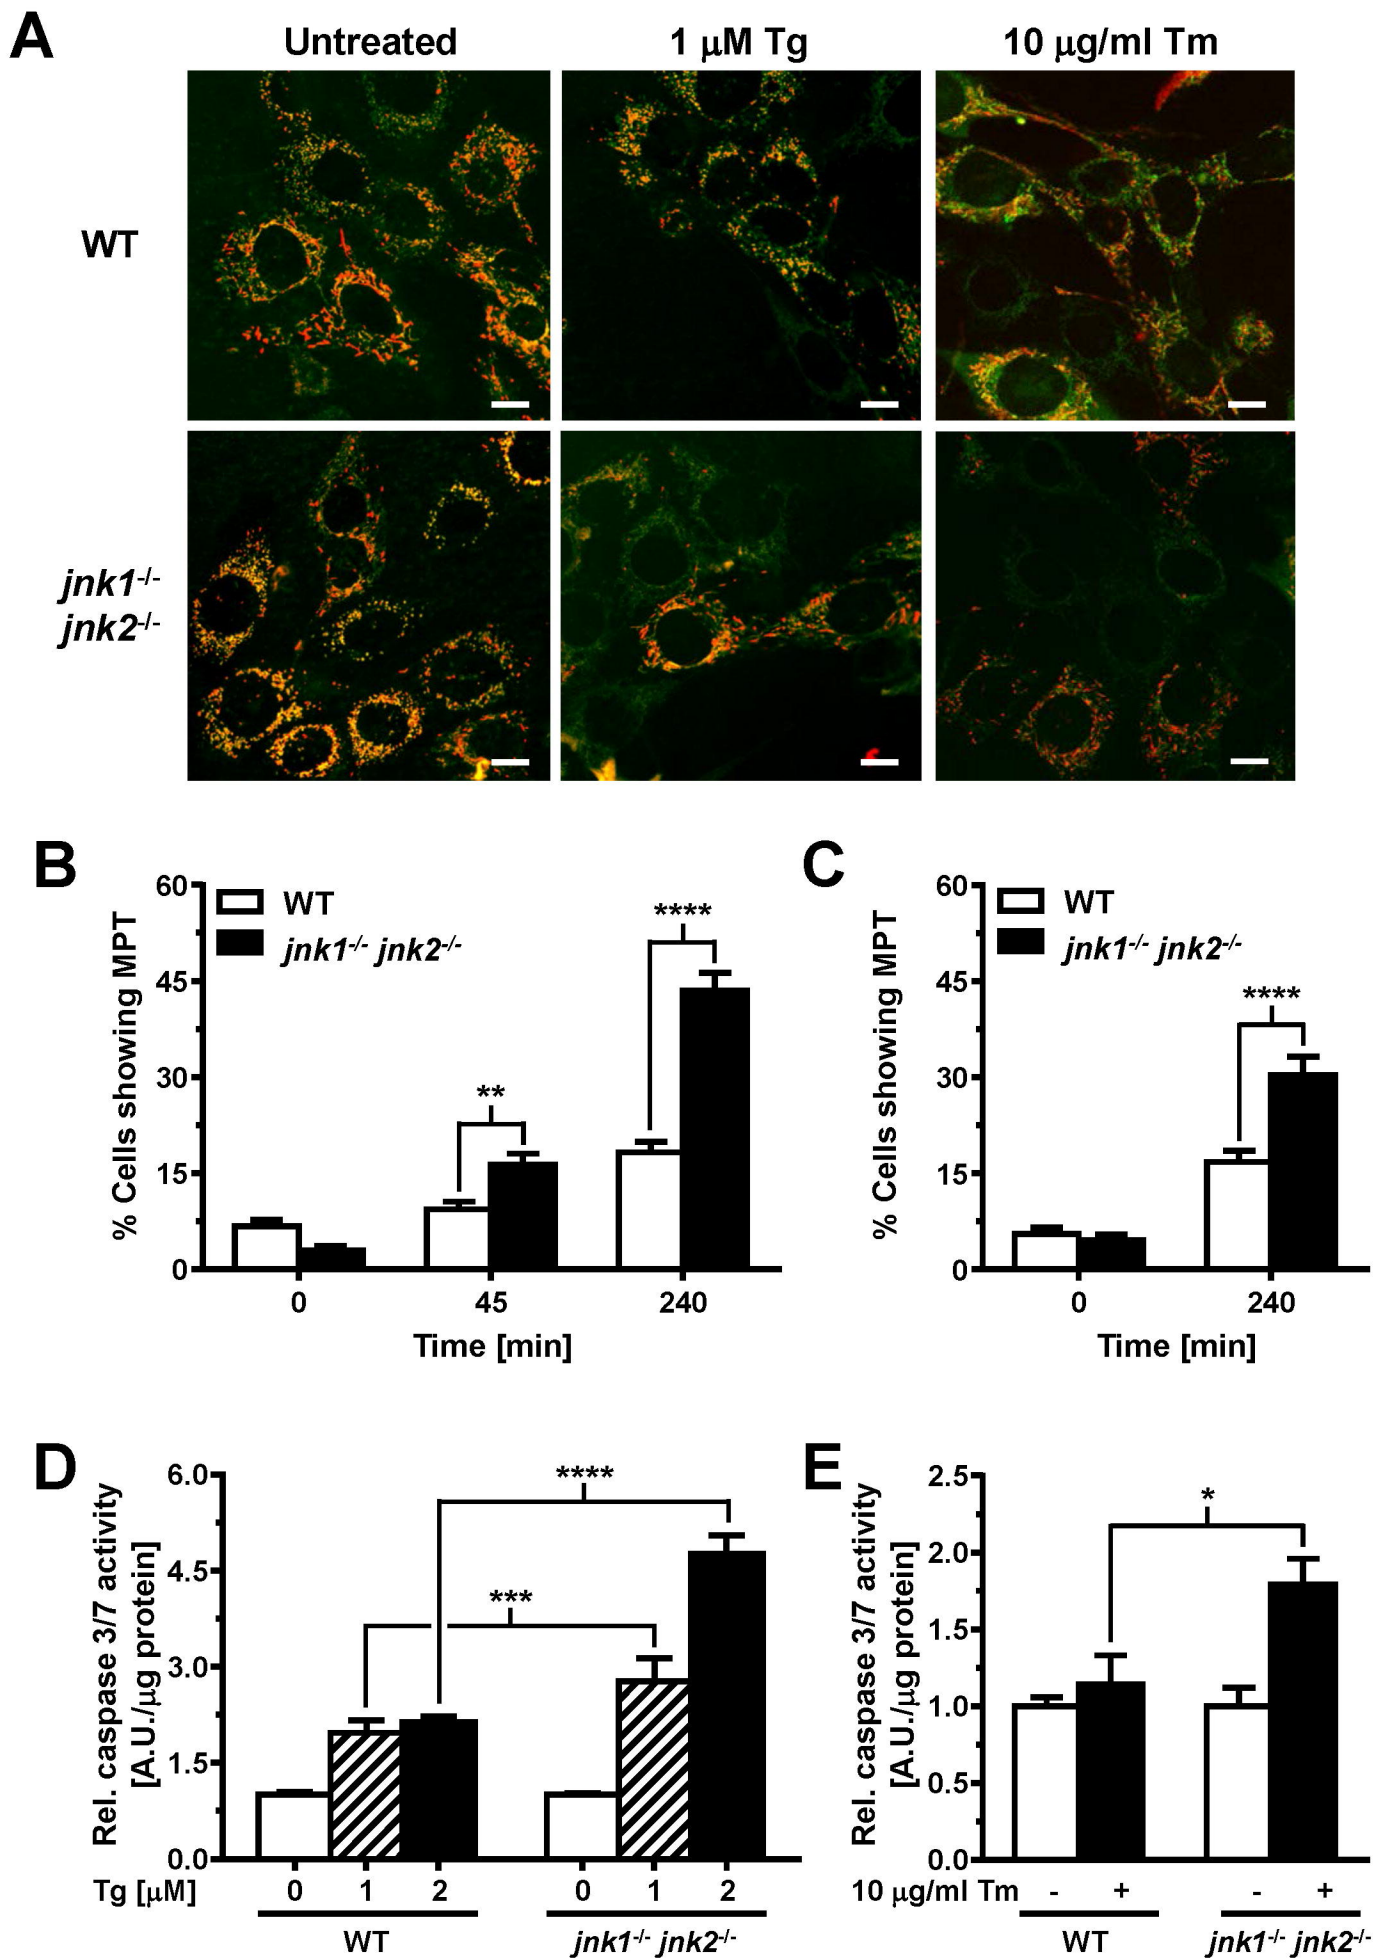 A
Untreated
1 μM Tg
10 μg/ml Tm
WT
jnk1-/-
jnk2-/-
B
% Cells showing MPT
60
45
30
15
0
WT
jnk1-/- jnk2-/-
**
****
0
45
240
Time [min]
C
% Cells showing MPT
60
45
30
15
0
WT
jnk1-/- jnk2-/-
****
0
240
Time [min]
D
Rel. caspase 3/7 activity
[A.U./μg protein]
6.0
4.5
3.0
1.5
0.0
****
***
Tg [μM]
0
1
2
0
1
2
WT
jnk1-/- jnk2-/-
E
Rel. caspase 3/7 activity
[A.U./μg protein]
2.5
2.0
1.5
1.0
0.5
0.0
*
10 μg/ml Tm
-
+
-
+
WT
jnk1-/- jnk2-/-